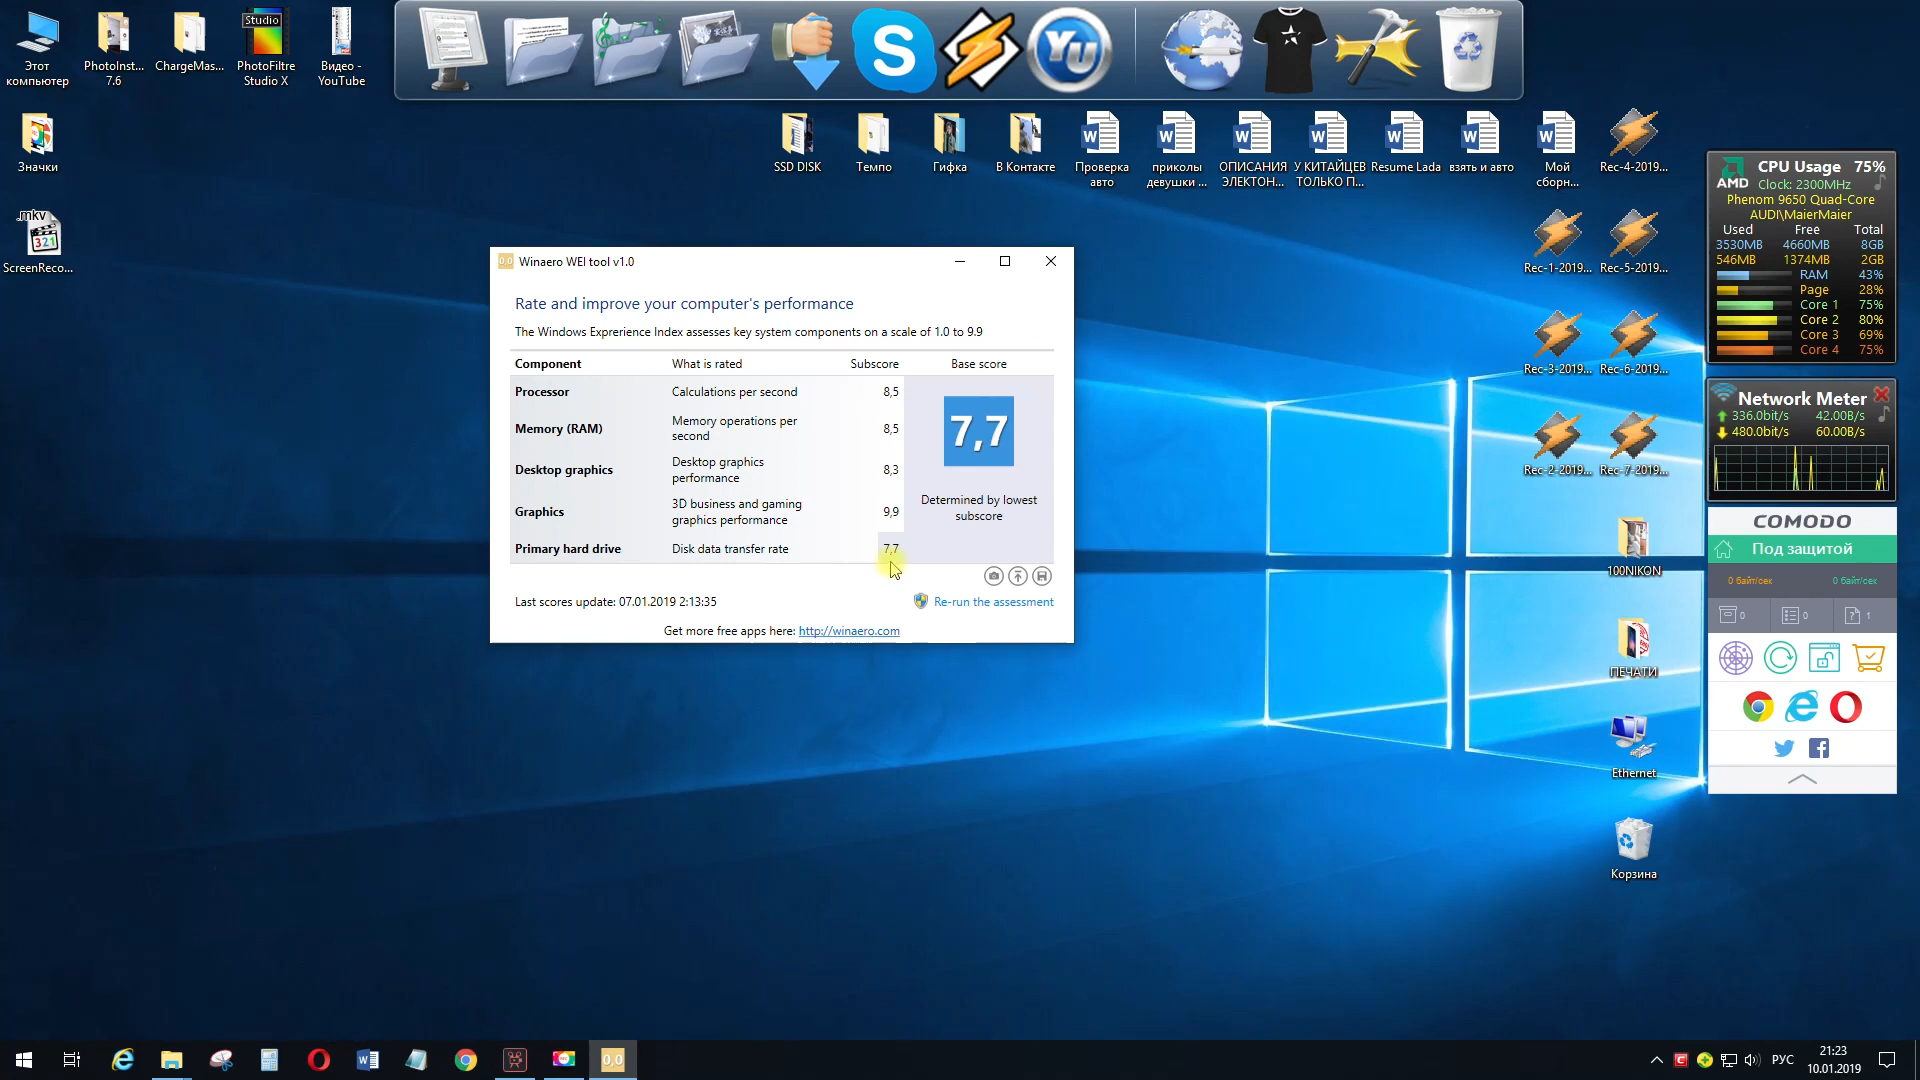 Этот
компьютер
PhotoInst...
7.6
ChargeMas...
Studio
PhotoFiltre
Studio X
Видео -
YouTube
S
YU
Значки
.mkv
321
ScreenReco...
SSD DISK
Темпо
Гифка
В Контакте
Проверка
авто
приколы
девушки ...
ОПИСАНИЯ
ЭЛЕКТОН...
У КИТАЙЦЕВ
ТОЛЬКО П...
Resume Lada
взять и авто
Мой
сборн...
Rec-4-2019...
Rec-1-2019...
Rec-5-2019...
Rec-3-2019...
Rec-6-2019...
Rec-2-2019...
Rec-7-2019...
100NIKON
ПЕЧАТИ
Ethernet
Корзина
0,0 Winaero WEI tool v1.0
Rate and improve your computer's performance
The Windows Exprerience Index assesses key system components on a scale of 1.0 to 9.9
Component What is rated Subscore Base score
Processor Calculations per second 8,5
Memory (RAM) Memory operations per
second 8,5
Desktop graphics Desktop graphics
performance 8,3
Graphics 3D business and gaming
graphics performance 9,9
Primary hard drive Disk data transfer rate 7,7
7,7
Determined by lowest
subscore
Last scores update: 07.01.2019 2:13:35
Re-run the assessment
Get more free apps here: http://winaero.com
AMD
CPU Usage 75%
Clock: 2300MHz
Phenom 9650 Quad-Core
AUDI\MaierMaier
Used Free Total
3530MB 4660MB 8GB
546MB 1374MB 2GB
RAM 43%
Page 28%
Core 1 75%
Core 2 80%
Core 3 69%
Core 4 75%
Network Meter
336.0bit/s 42.00B/s
480.0bit/s 60.00B/s
COMODO
Под защитой
0 байт/сек 0 байт/сек
0 0 1
0,0
РУС
21:23
10.01.2019